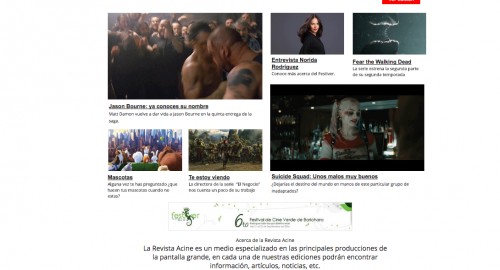 Jason Bourne: ya conoces su nombre
Matt Damon vuelve a dar vida a Jason Bourne en la quinta entrega de la
saga.
Entrevista Norida
Rodriguez
Conoce más acerca del Festiver.
Fear the Walking Dead
La serie estrena la segunda parte
de su segunda temporada
Mascotas
Alguna vez te has preguntado ¿que
hacen tus mascotas cuando no
estas?
Te estoy viendo
La directora de la serie "El Negocio"
nos cuenta un poco de su trabajo
Suicide Squad: Unos malos muy buenos
¿Dejarías el destino del mundo en manos de este particular grupo de
inadaptados?
festiver
6to
Festival de Cine Verde de Barichara
Acerca de la Revista Acine
La Revista Acine es un medio especializado en las principales producciones de
la pantalla grande, en cada una de nuestras ediciones podrán encontrar
información, artículos, noticias, etc.